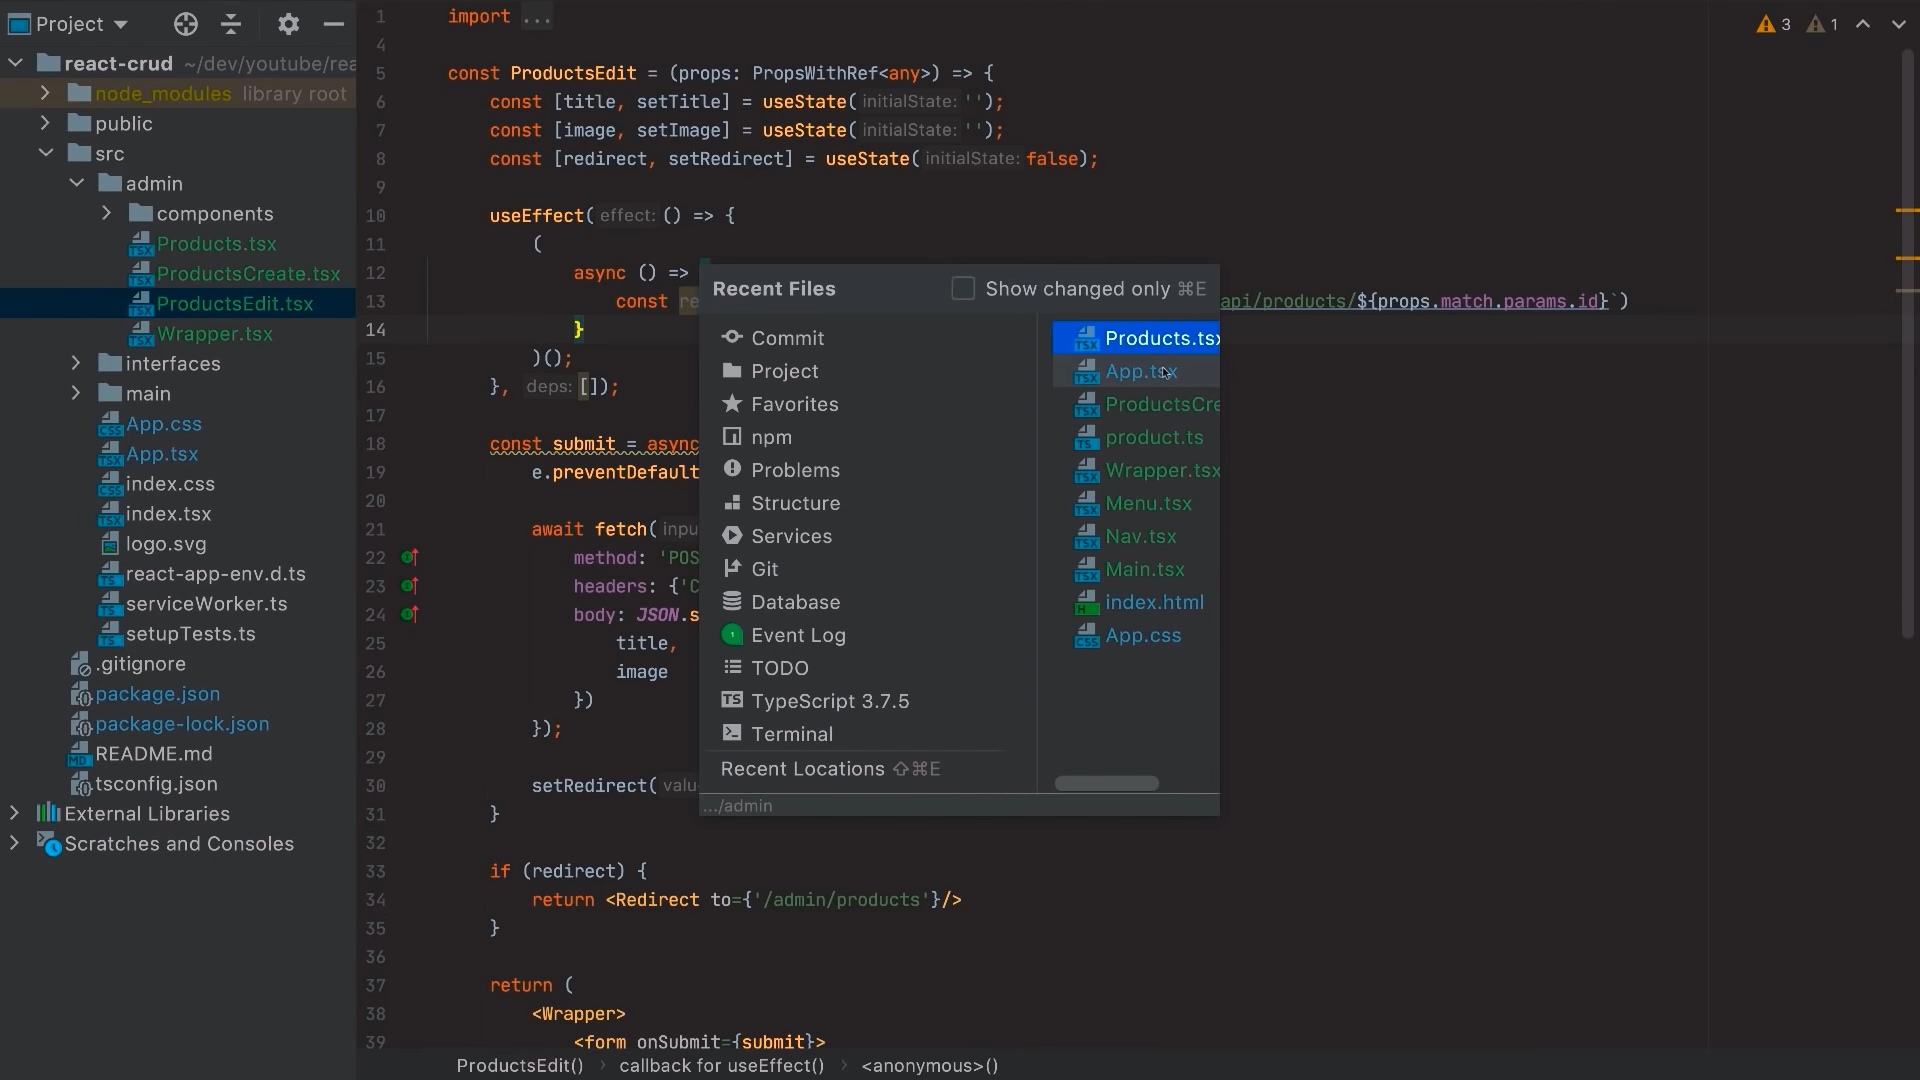 Project
react-crud ~/dev/youtube/rea
node_modules library root
public
src
admin
components
Products.tsx
ProductsCreate.tsx
ProductsEdit.tsx
Wrapper.tsx
interfaces
main
App.css
App.tsx
index.css
index.tsx
logo.svg
react-app-env.d.ts
serviceWorker.ts
setupTests.ts
.gitignore
package.json
package-lock.json
README.md
tsconfig.json
External Libraries
Scratches and Consoles
3 1
1 import ...
4
5 const ProductsEdit = (props: PropsWithRef<any>) => {
6 const [title, setTitle] = useState( initialState: '');
7 const [image, setImage] = useState( initialState: '');
8 const [redirect, setRedirect] = useState( initialState: false);
9
10 useEffect( effect: () => {
11 (
12 async () =>
13 const re api/products/${props.match.params.id}`)
14 }
15 )();
16 }, deps: []);
17
18 const submit = async
19 e.preventDefault
20
21 await fetch( inpu
22 method: 'POS
23 headers: {'C
24 body: JSON.s
25 title,
26 image
27 })
28 });
29
30 setRedirect( valu
31 }
32
33 if (redirect) {
34 return <Redirect to={'/admin/products'}/>
35 }
36
37 return (
38 <Wrapper>
39 <form onSubmit={submit}>
Recent Files
Show changed only ⌘E
Commit
Project
Favorites
npm
Problems
Structure
Services
Git
Database
Event Log
TODO
TypeScript 3.7.5
Terminal
Recent Locations ⇧⌘E
Products.tsx
App.tsx
ProductsCre
product.ts
Wrapper.tsx
Menu.tsx
Nav.tsx
Main.tsx
index.html
App.css
.../admin
ProductsEdit() › callback for useEffect() › <anonymous>()